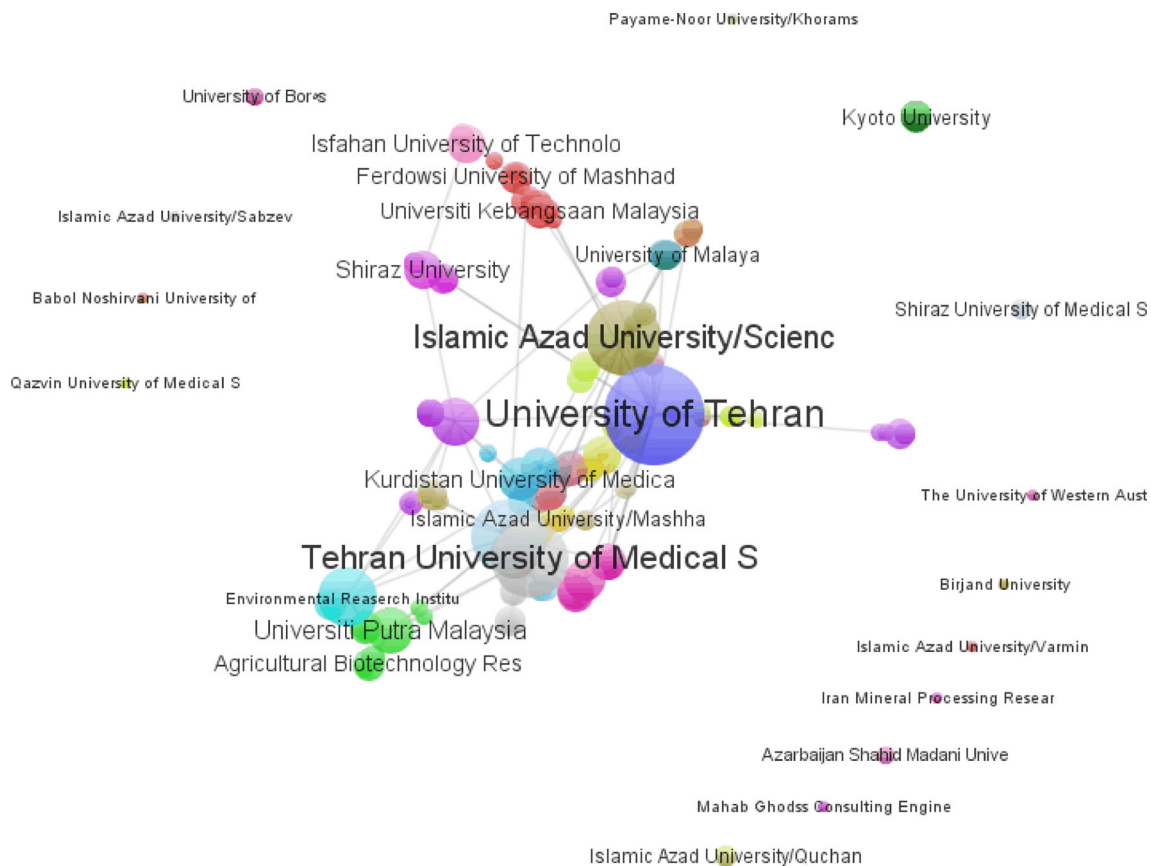 Payame-Noor University/Khorams
University of Bor
Kyoto University
Isfahan University of Technolo
Ferdowsi University of Mashhad
Universiti Kebangsaan Malaysia
Islamic Azad University/Sabzev
University of Malaya
Shiraz University
Babol Noshirvani University of
Shiraz University of Medical S
Islamic Azad University/Scienc
Qazvin University of Medical S
University of Tehran
Kurdistan University of Medica
The University of Western Aust
Islamic Azad University/Mashha
Tehran University of Medical S
Birjand University
Environmental Reaserch Institu
Universiti Putra Malaysia
Islamic Azad University/Varmin
Agricultural Biotechnology Res
Iran Mineral Processing Resear
Azarbaijan Shahid Madani Unive
Mahab Ghodss Consulting Engine
Islamic Azad University/Quchan